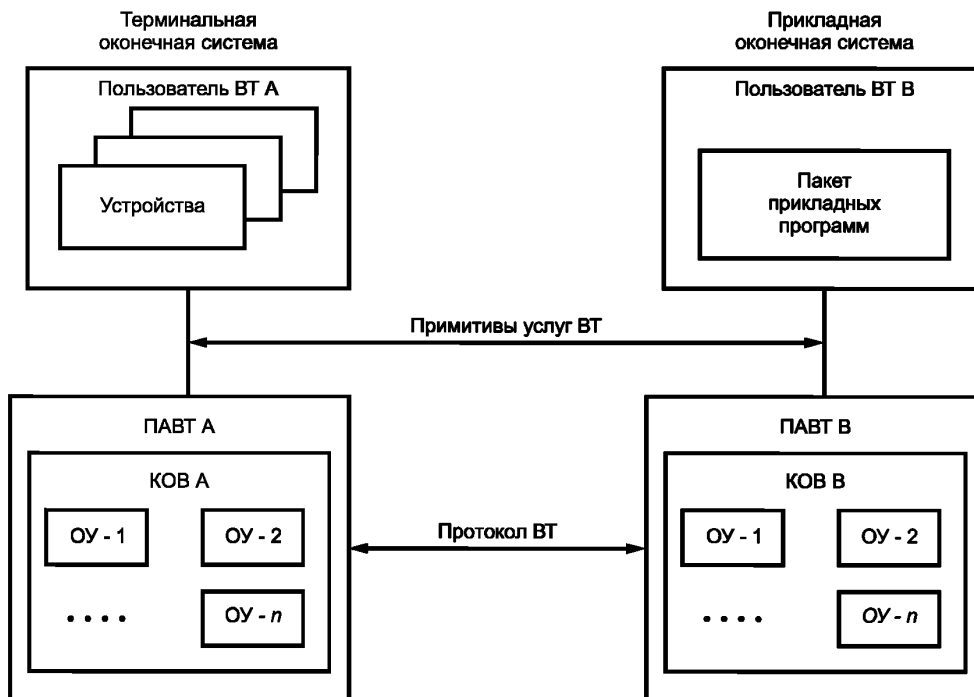 Терминальная
оконечная система
Пользователь ВТ А
Устройства
Прикладная
оконечная система
Пользователь ВТ В
Пакет
прикладных
программ
Примитивы услуг ВТ
ПАВТ А
КОВ А
ОУ - 1
ОУ - 2
. . . .
ОУ - n
Протокол ВТ
ПАВТ В
КОВ В
ОУ - 1
ОУ - 2
. . . .
ОУ - n